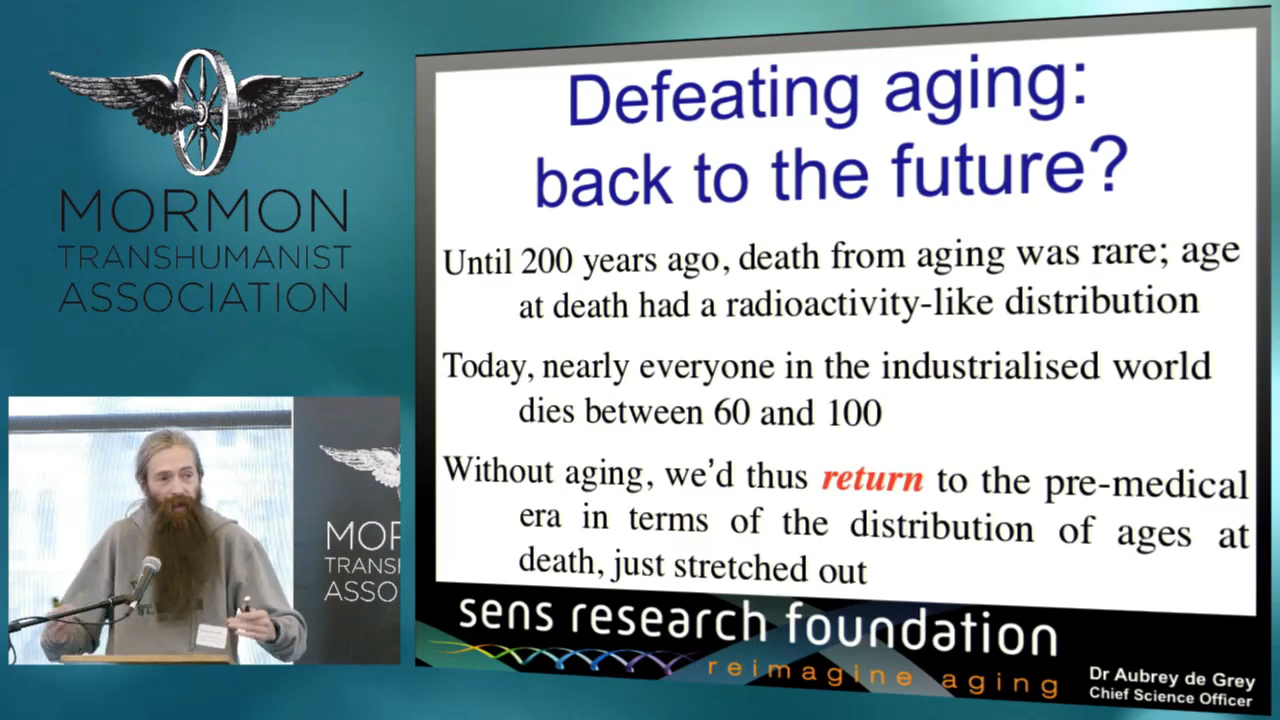 MORMON
TRANSHUMANIST
ASSOCIATION
Defeating aging:
back to the future?
Until 200 years ago, death from aging was rare; age
at death had a radioactivity-like distribution
Today, nearly everyone in the industrialised world
dies between 60 and 100
Without aging, we'd thus return to the pre-medical
era in terms of the distribution of ages at
death, just stretched out
sens research foundation
reimagine aging
Dr Aubrey de Grey
Chief Science Officer
MOR
TRANS
ASSO